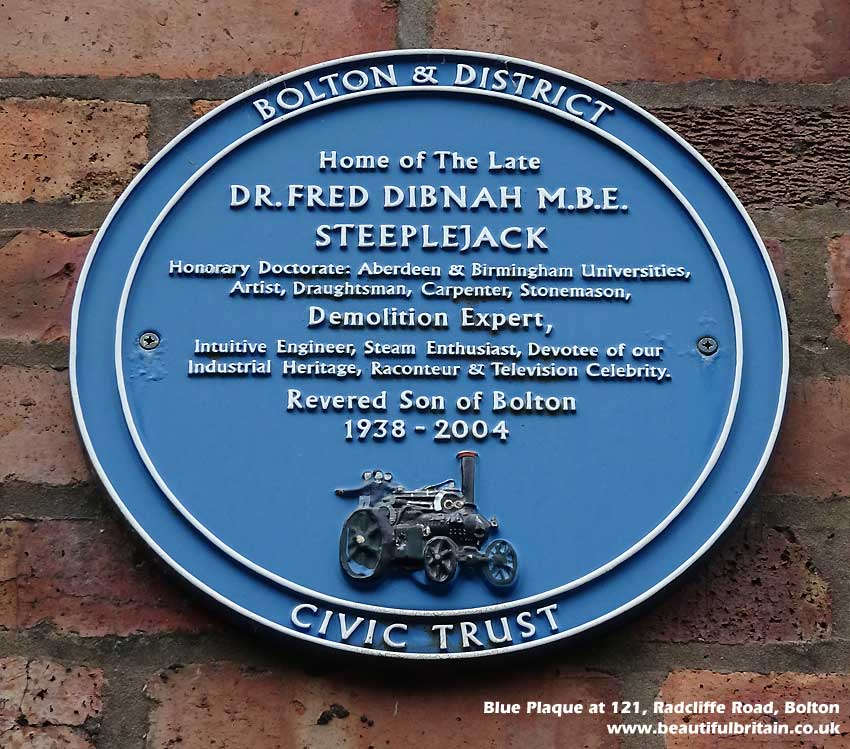 BOLTON & DISTRICT
Home of The Late
DR. FRED DIBNAH M.B.E.
STEEPLEJACK
Honorary Doctorate: Aberdeen & Birmingham Universities,
Artist, Draughtsman, Carpenter, Stonemason,
Demolition Expert,
Intuitive Engineer, Steam Enthusiast, Devotee of our
Industrial Heritage, Raconteur & Television Celebrity.
Revered Son of Bolton
1938 - 2004
CIVIC TRUST
Blue Plaque at 121, Radcliffe Road, Bolton
www.beautifulbritain.co.uk